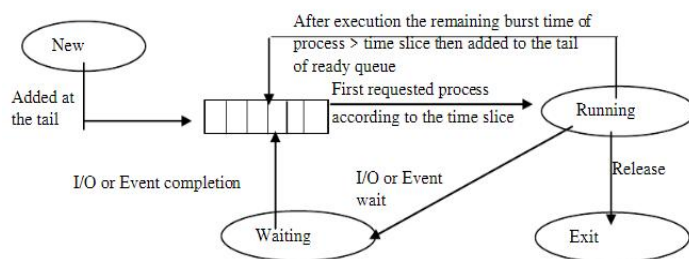 After execution the remaining burst time of
process > time slice then added to the tail
of ready queue
New
Added at
the tail
First requested process
according to the time slice
Running
I/O or Event completion
I/O or Event
wait
Release
Waiting
Exit